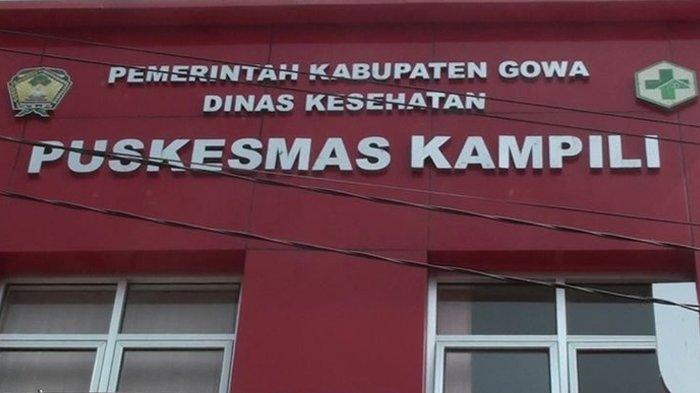 PEMERINTAH KABUPATEN GOWA
DINAS KESEHATAN
PUSKESMAS KAMPILI